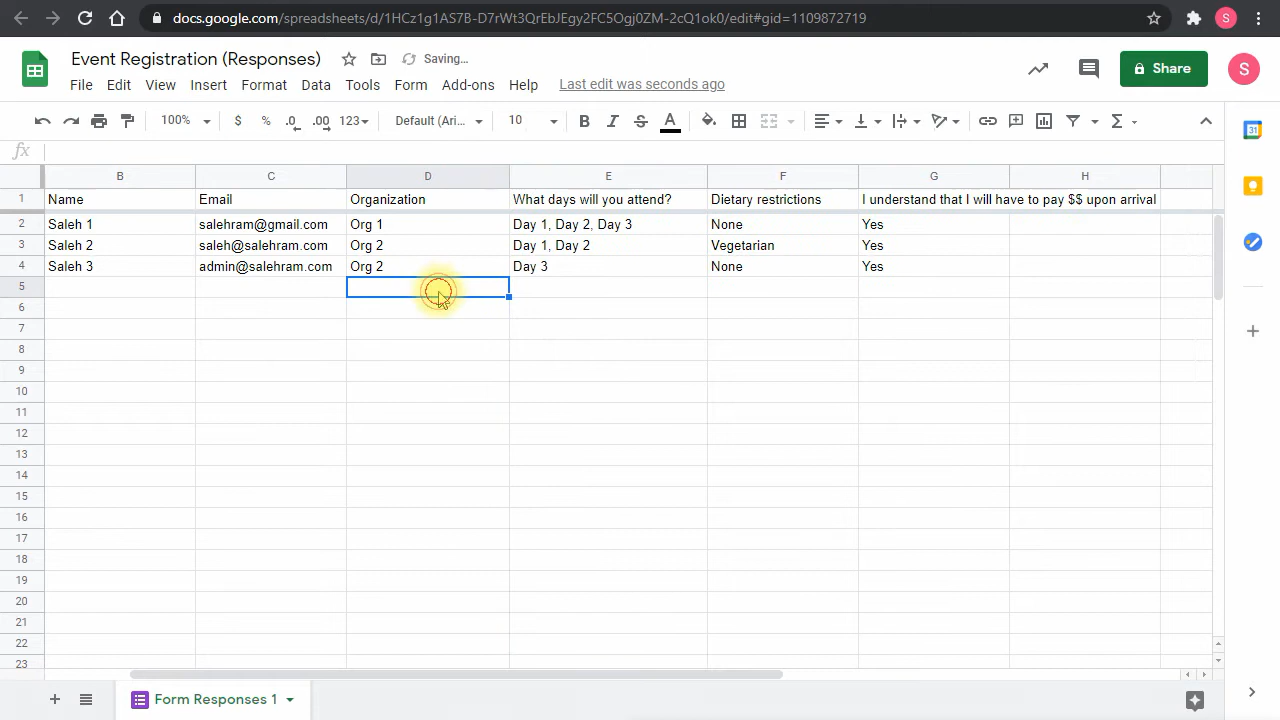 docs.google.com/spreadsheets/d/1HCz1g1AS7B-D7rWt3QrEbJEgy2FC5Ogj0ZM-2cQ1ok0/edit#gid=1109872719
S
Event Registration (Responses)
Saving…
File Edit View Insert Format Data Tools Form Add-ons Help Last edit was seconds ago
Share
S
100% $ % .0 .00 123 Default (Ari... 10 B I S A Σ
31
fx
B C D E F G H
1 Name Email Organization What days will you attend? Dietary restrictions I understand that I will have to pay $$ upon arrival
2 Saleh 1 salehram@gmail.com Org 1 Day 1, Day 2, Day 3 None Yes
3 Saleh 2 saleh@salehram.com Org 2 Day 1, Day 2 Vegetarian Yes
4 Saleh 3 admin@salehram.com Org 2 Day 3 None Yes
5
6
7
8
9
10
11
12
13
14
15
16
17
18
19
20
21
22
23
Form Responses 1